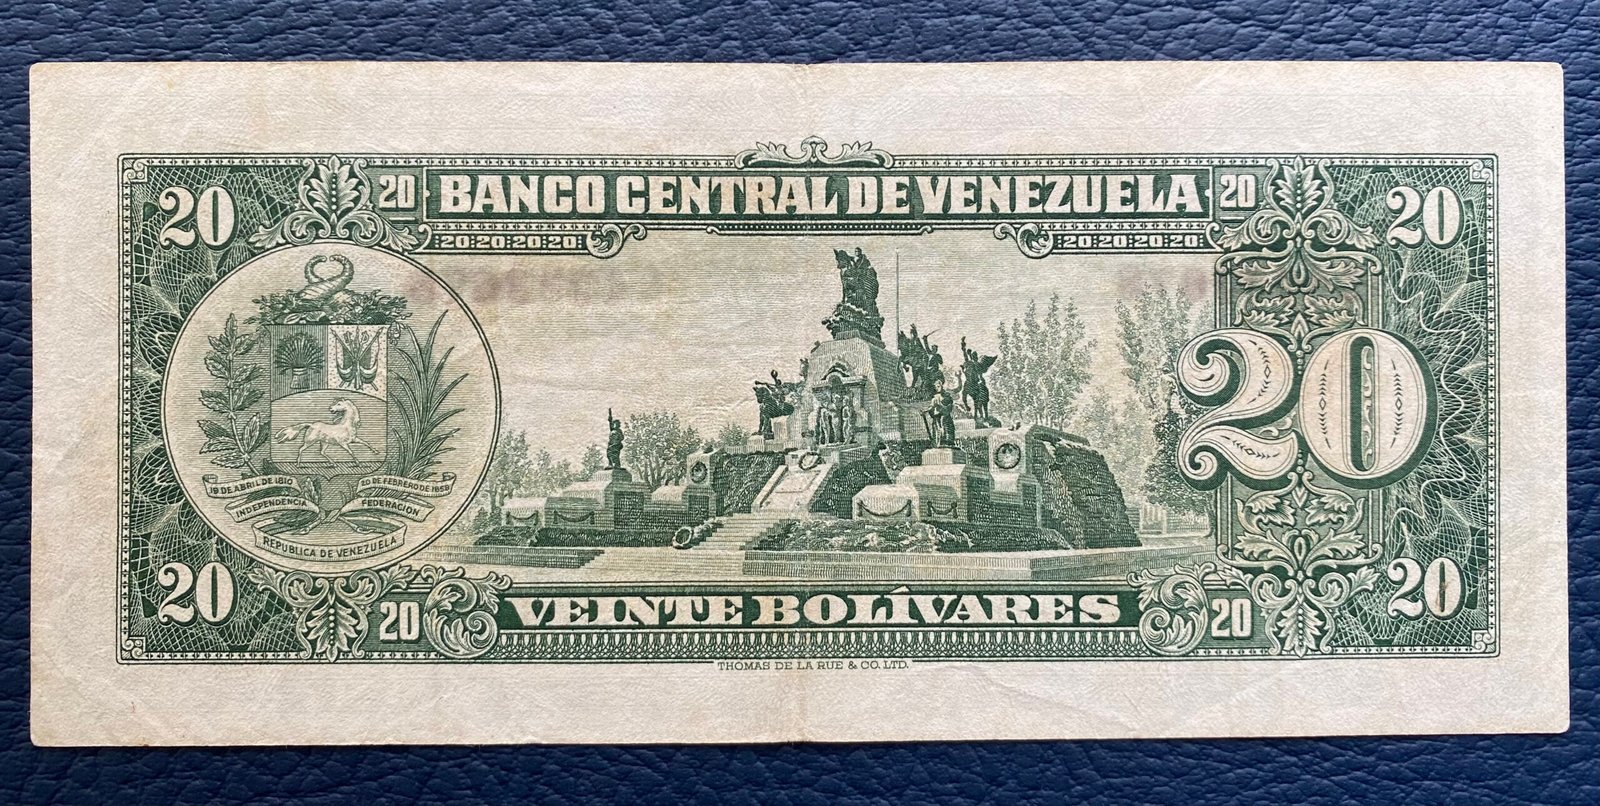 20 20 BANCO CENTRAL DE VENEZUELA 20 20
20:20:20:20: :20:20:20:20
20
19 DE ABRIL DE 1810 20 DE FEBRERO DE 1859
INDEPENDENCIA FEDERACION
REPUBLICA DE VENEZUELA
20 20 VEINTE BOLÍVARES 20 20
THOMAS DE LA RUE & CO. LTD.